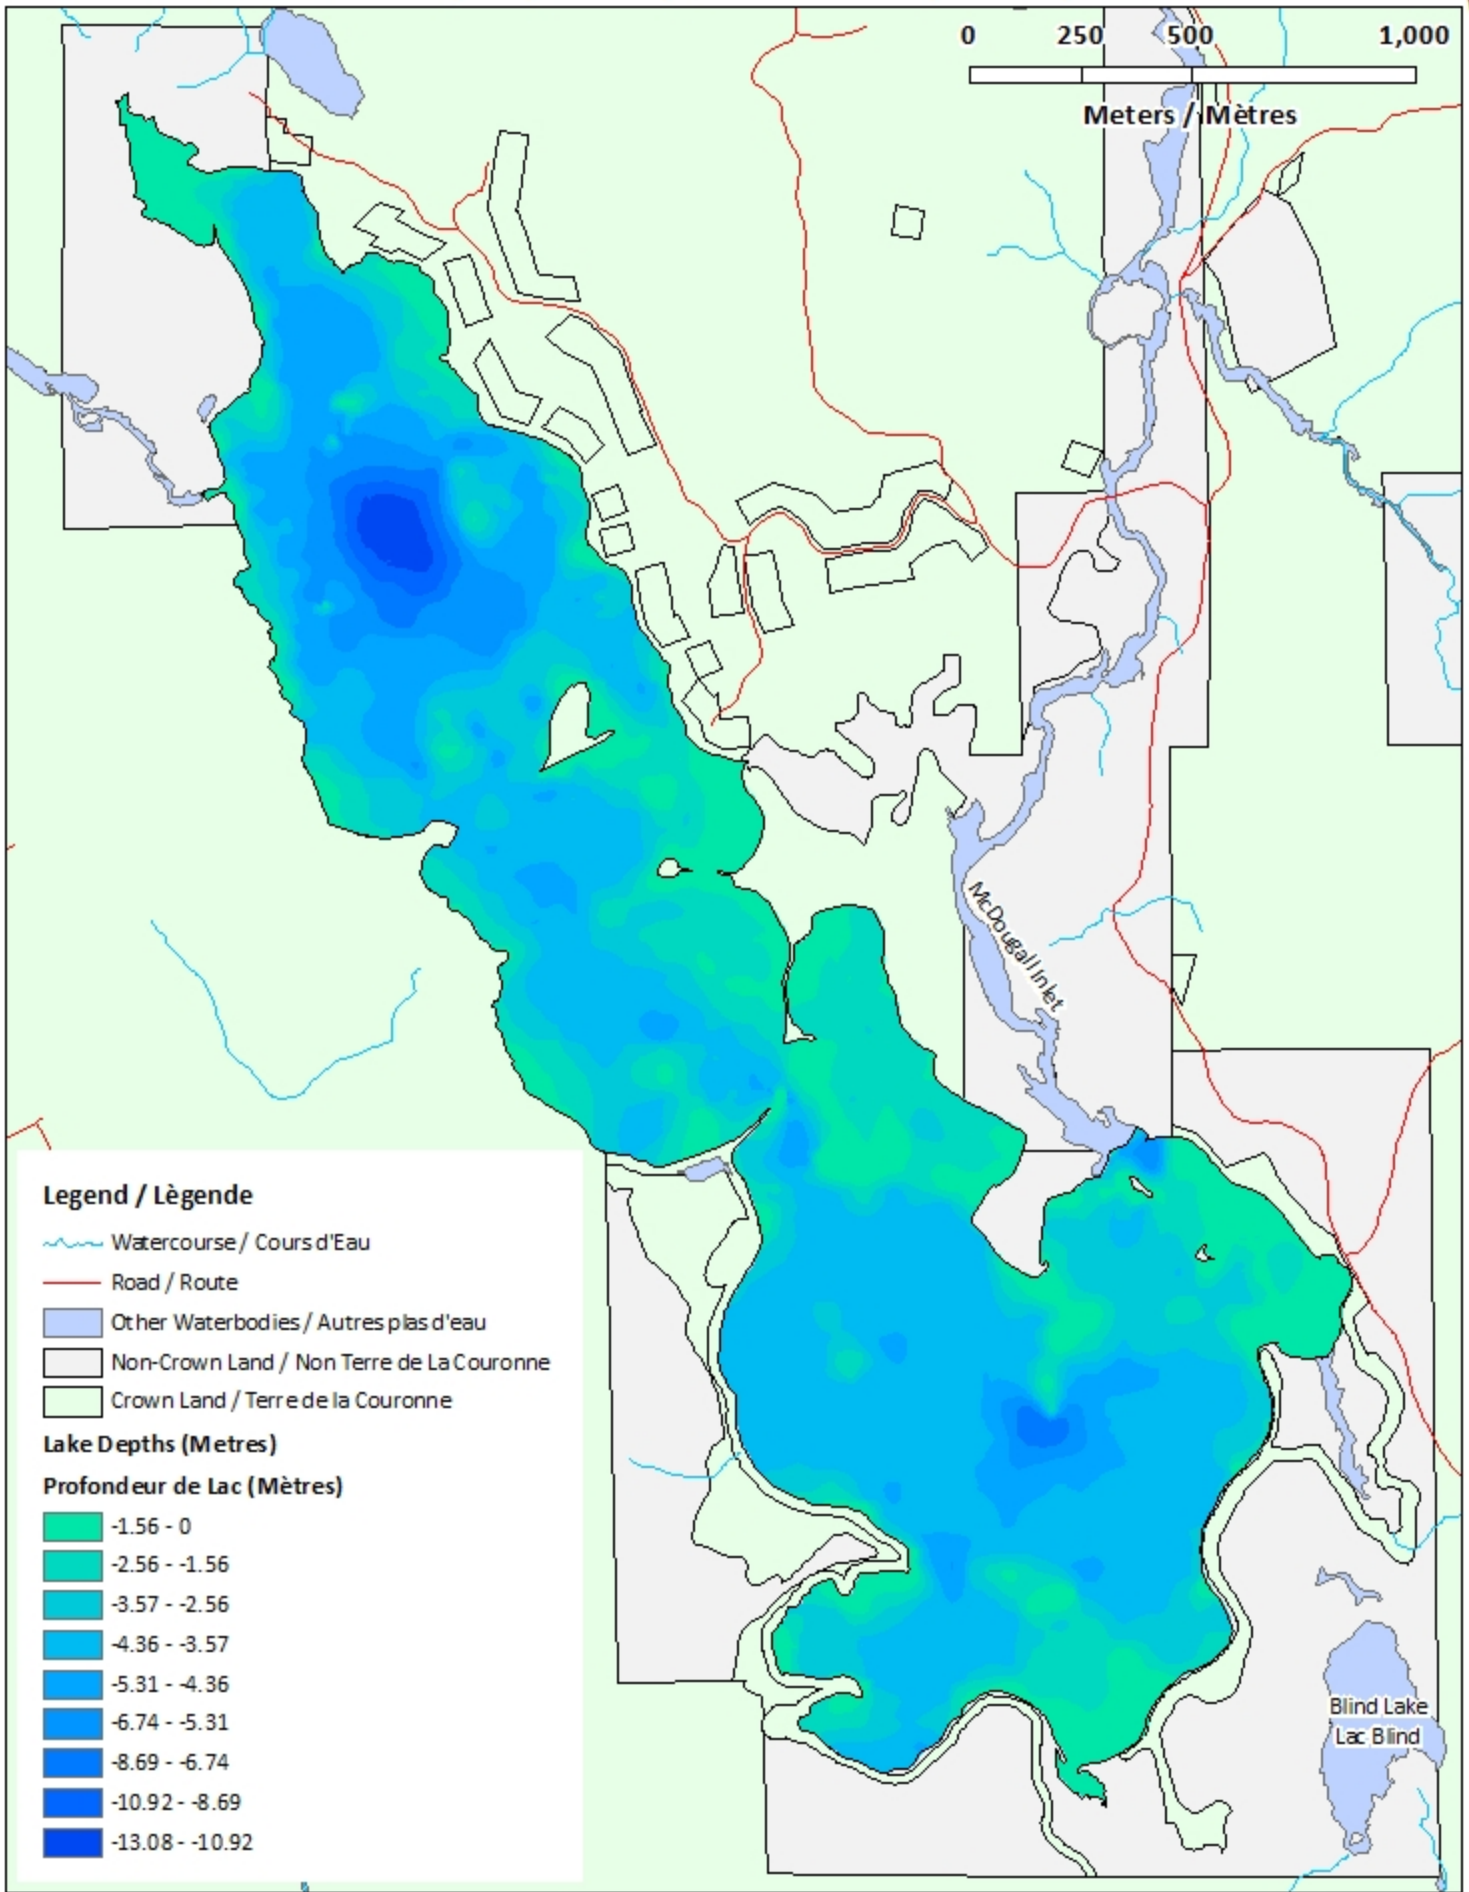 0 250 500 1,000
Meters / Mètres
McDougall Inlet
Legend / Lègende
Watercourse / Cours d'Eau
Road / Route
Other Waterbodies / Autres plas d'eau
Non-Crown Land / Non Terre de La Couronne
Crown Land / Terre de la Couronne
Lake Depths (Metres)
Profondeur de Lac (Mètres)
-1.56 - 0
-2.56 - -1.56
-3.57 - -2.56
-4.36 - -3.57
-5.31 - -4.36
-6.74 - -5.31
-8.69 - -6.74
-10.92 - -8.69
-13.08 - -10.92
Blind Lake
Lac Blind